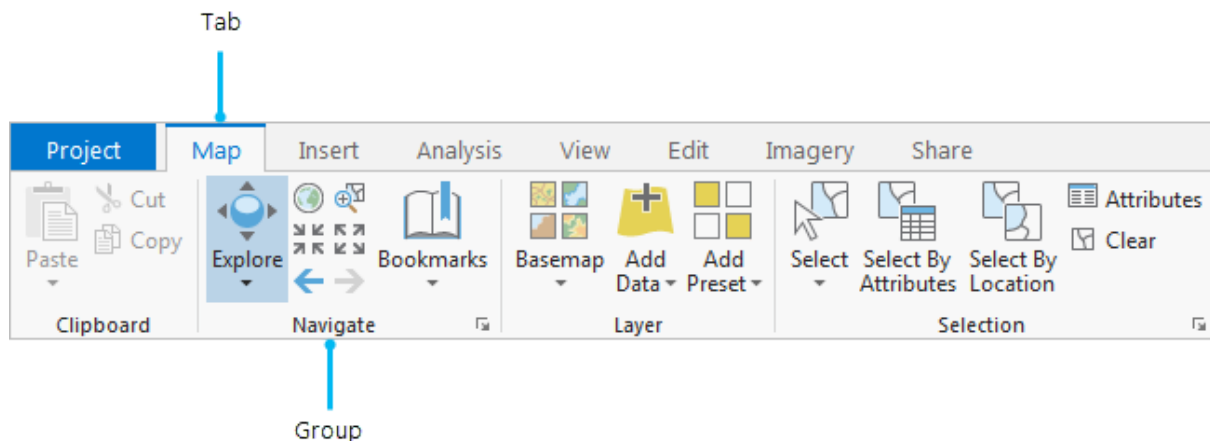 Tab
Project Map Insert Analysis View Edit Imagery Share
Cut
Copy
Paste
Explore
Bookmarks
Basemap
Add
Data
Add
Preset
Select
Select By
Attributes
Select By
Location
Attributes
Clear
Clipboard Navigate Layer Selection
Group